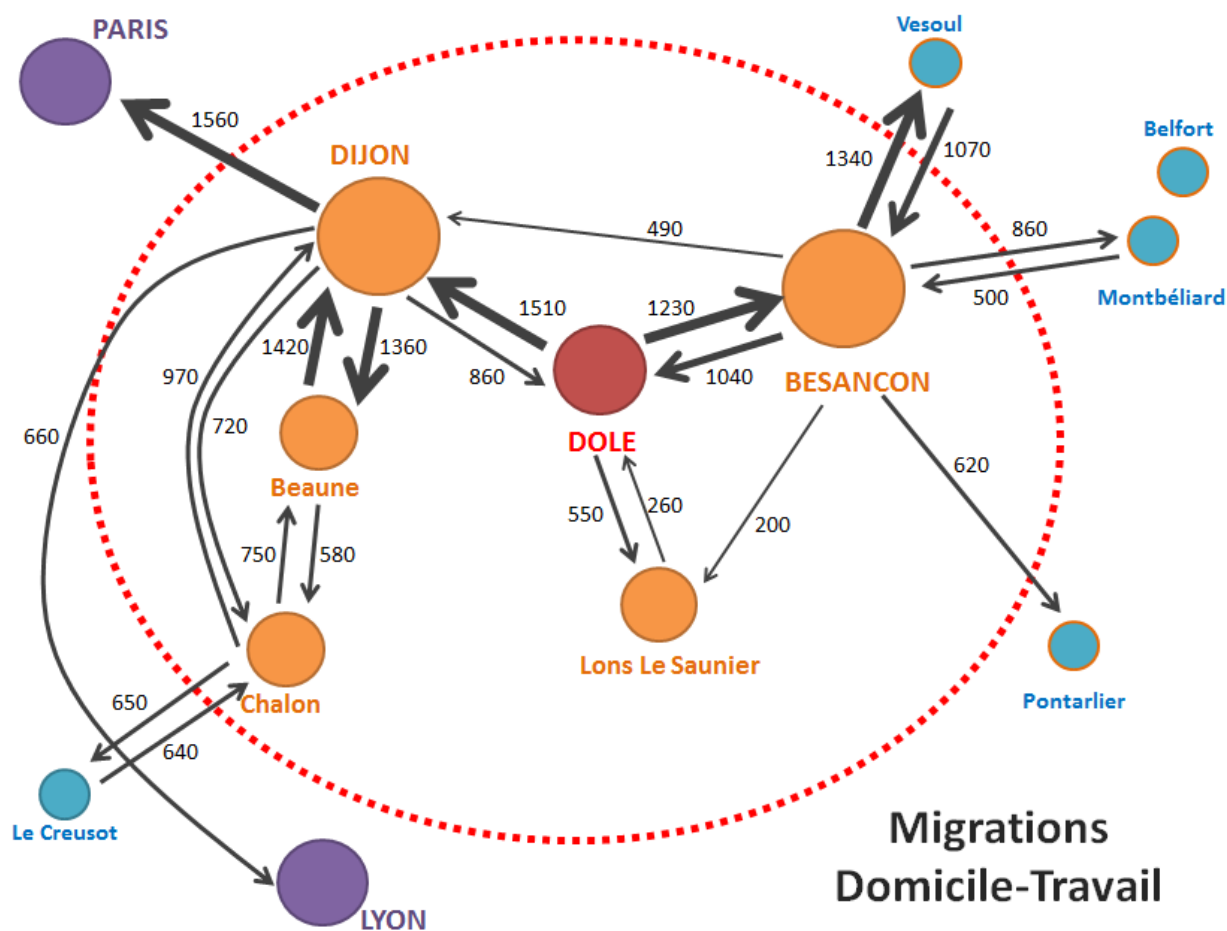 PARIS
Vesoul
1560
Belfort
DIJON
1340
1070
490
860
Montbéliard
500
1510
1230
1420
1360
970
860
1040
BESANCON
720
660
DOLE
620
Beaune
550
260
200
750
580
Lons Le Saunier
Chalon
650
Pontarlier
640
Le Creusot
Migrations
Domicile-Travail
LYON